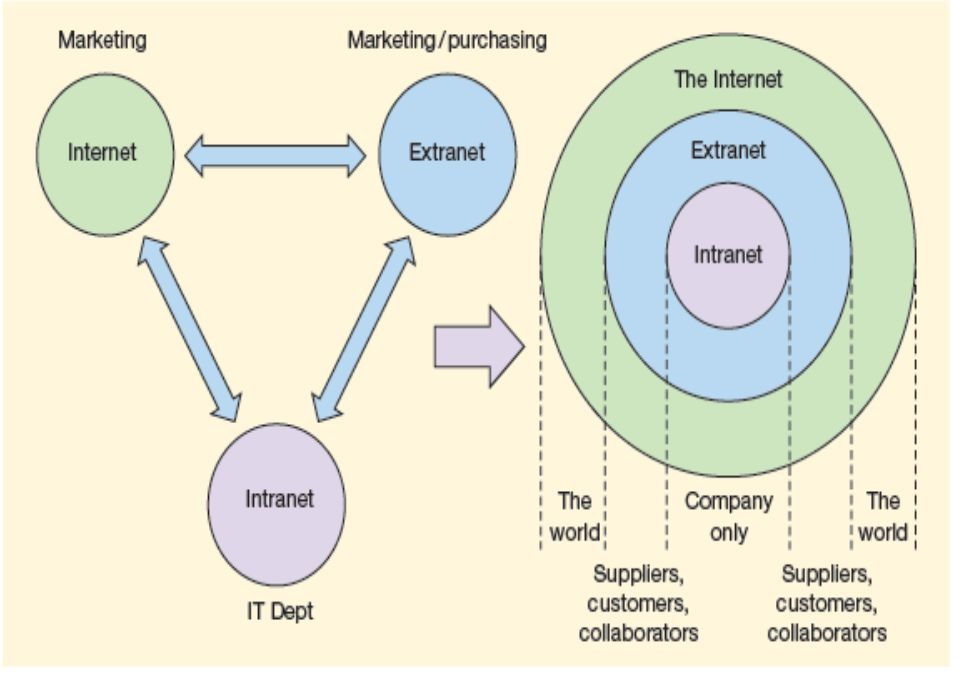 Marketing
Marketing/purchasing
Internet
Extranet
Intranet
IT Dept
The Internet
Extranet
Intranet
The
world
Suppliers,
customers,
collaborators
Company
only
Suppliers,
customers,
collaborators
The
world